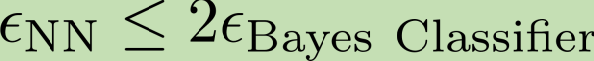 ϵ_NN ≤ 2ϵ_Bayes Classifier